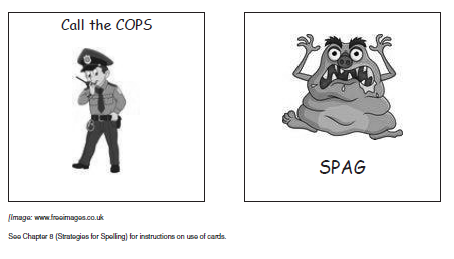 Call the COPS
SPAG
[Image: www.freeimages.co.uk
See Chapter 8 (Strategies for Spelling) for instructions on use of cards.